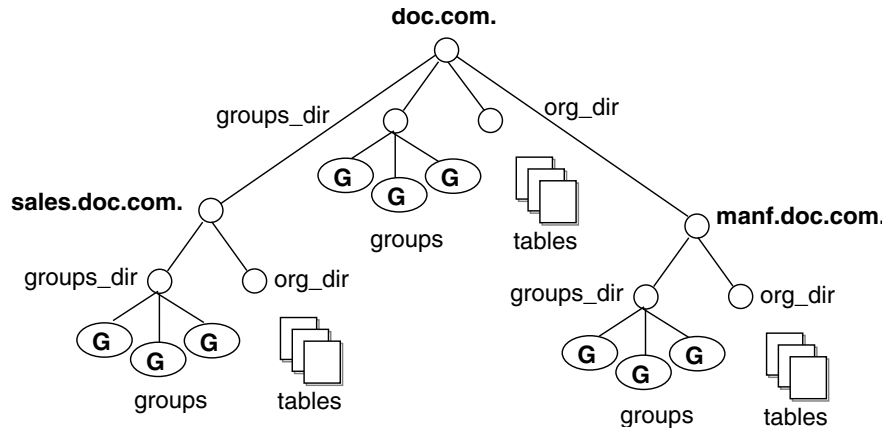 doc.com.
groups_dir
org_dir
G
G
G
sales.doc.com.
groups
tables
manf.doc.com.
groups_dir
org_dir
G
G
G
groups
tables
groups_dir
org_dir
G
G
G
groups
tables